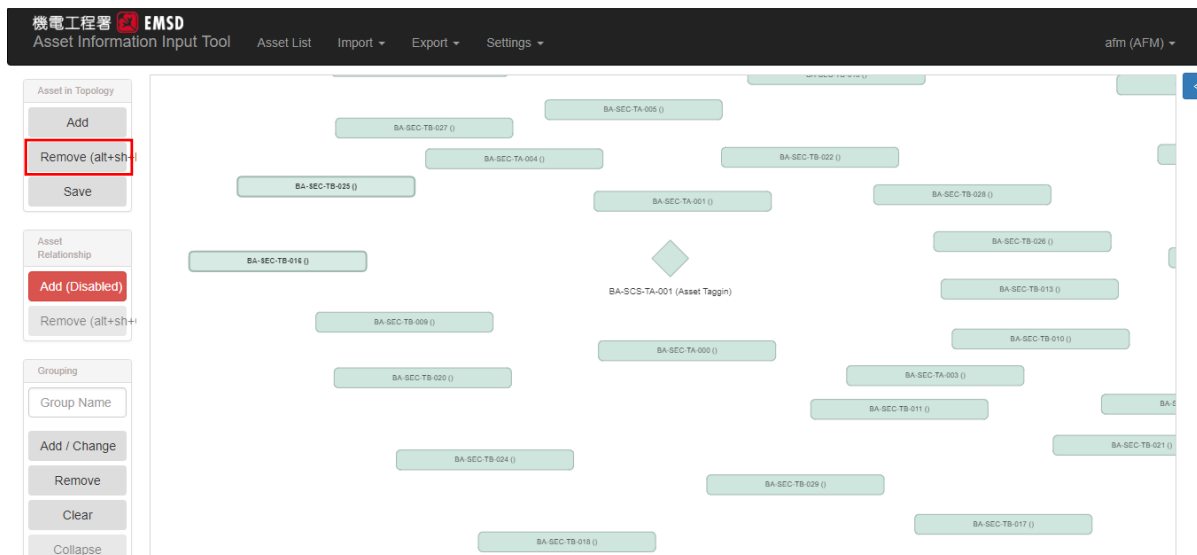 機電工程署 EMSD
Asset Information Input Tool Asset List Import Export Settings afm (AFM)
Asset in Topology
Add
Remove (alt+sh+
Save
Asset
Relationship
Add (Disabled)
Remove (alt+sh+
Grouping
Group Name
Add / Change
Remove
Clear
Collapse
BA-SEC-TA-005 ()
BA-SEC-TB-027 ()
BA-SEC-TA-004 ()
BA-SEC-TB-022 ()
BA-SEC-TB-025 ()
BA-SEC-TB-028 ()
BA-SEC-TA-001 ()
BA-SEC-TB-026 ()
BA-SEC-TB-016 ()
BA-SCS-TA-001 (Asset Taggin)
BA-SEC-TB-013 ()
BA-SEC-TB-009 ()
BA-SEC-TB-010 ()
BA-SEC-TA-000 ()
BA-SEC-TA-003 ()
BA-SEC-TB-020 ()
BA-SEC-TB-011 ()
BA-SEC-TB-021 ()
BA-SEC-TB-024 ()
BA-SEC-TB-029 ()
BA-SEC-TB-017 ()
BA-SEC-TB-018 ()